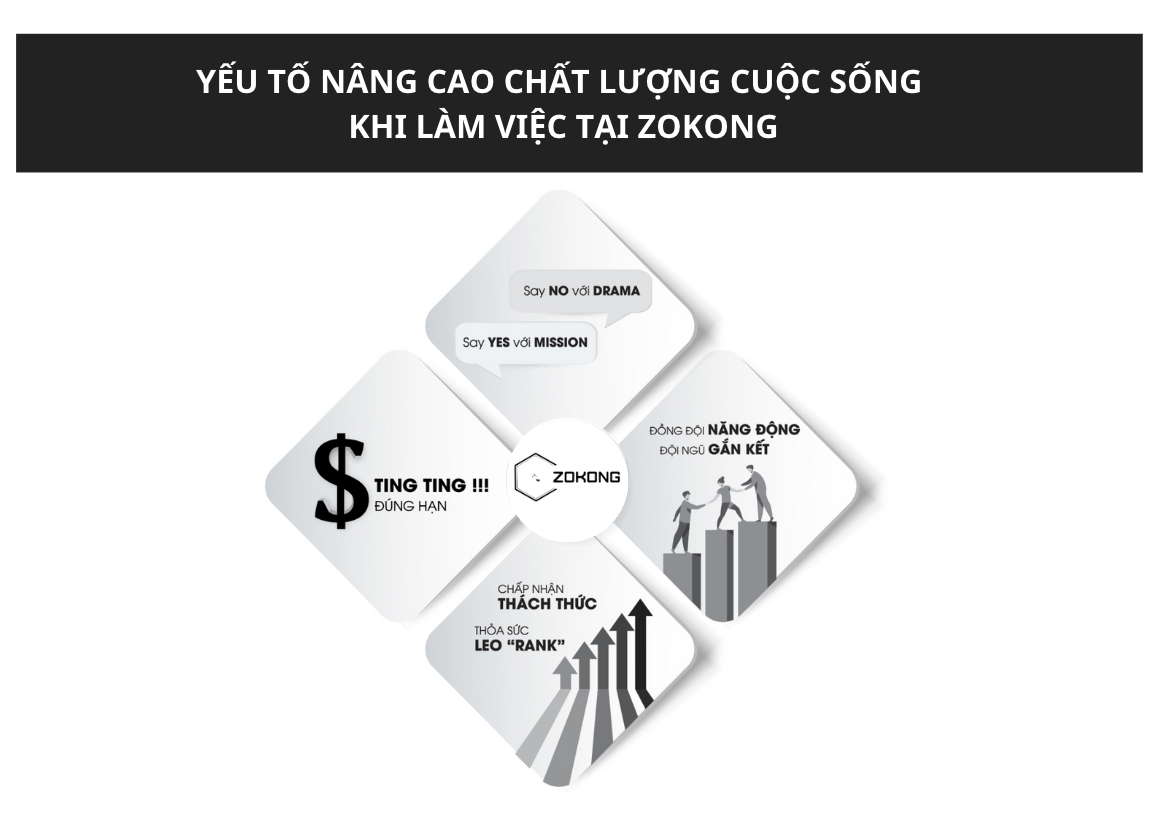 YẾU TỐ NÂNG CAO CHẤT LƯỢNG CUỘC SỐNG
KHI LÀM VIỆC TẠI ZOKONG
Say NO với DRAMA
Say YES với MISSION
$ TING TING !!!
ĐÚNG HẠN
ZOKONG
ĐỒNG ĐỘI NĂNG ĐỘNG
ĐỘI NGŨ GẮN KẾT
CHẤP NHẬN
THÁCH THỨC
THỎA SỨC
LEO “RANK”